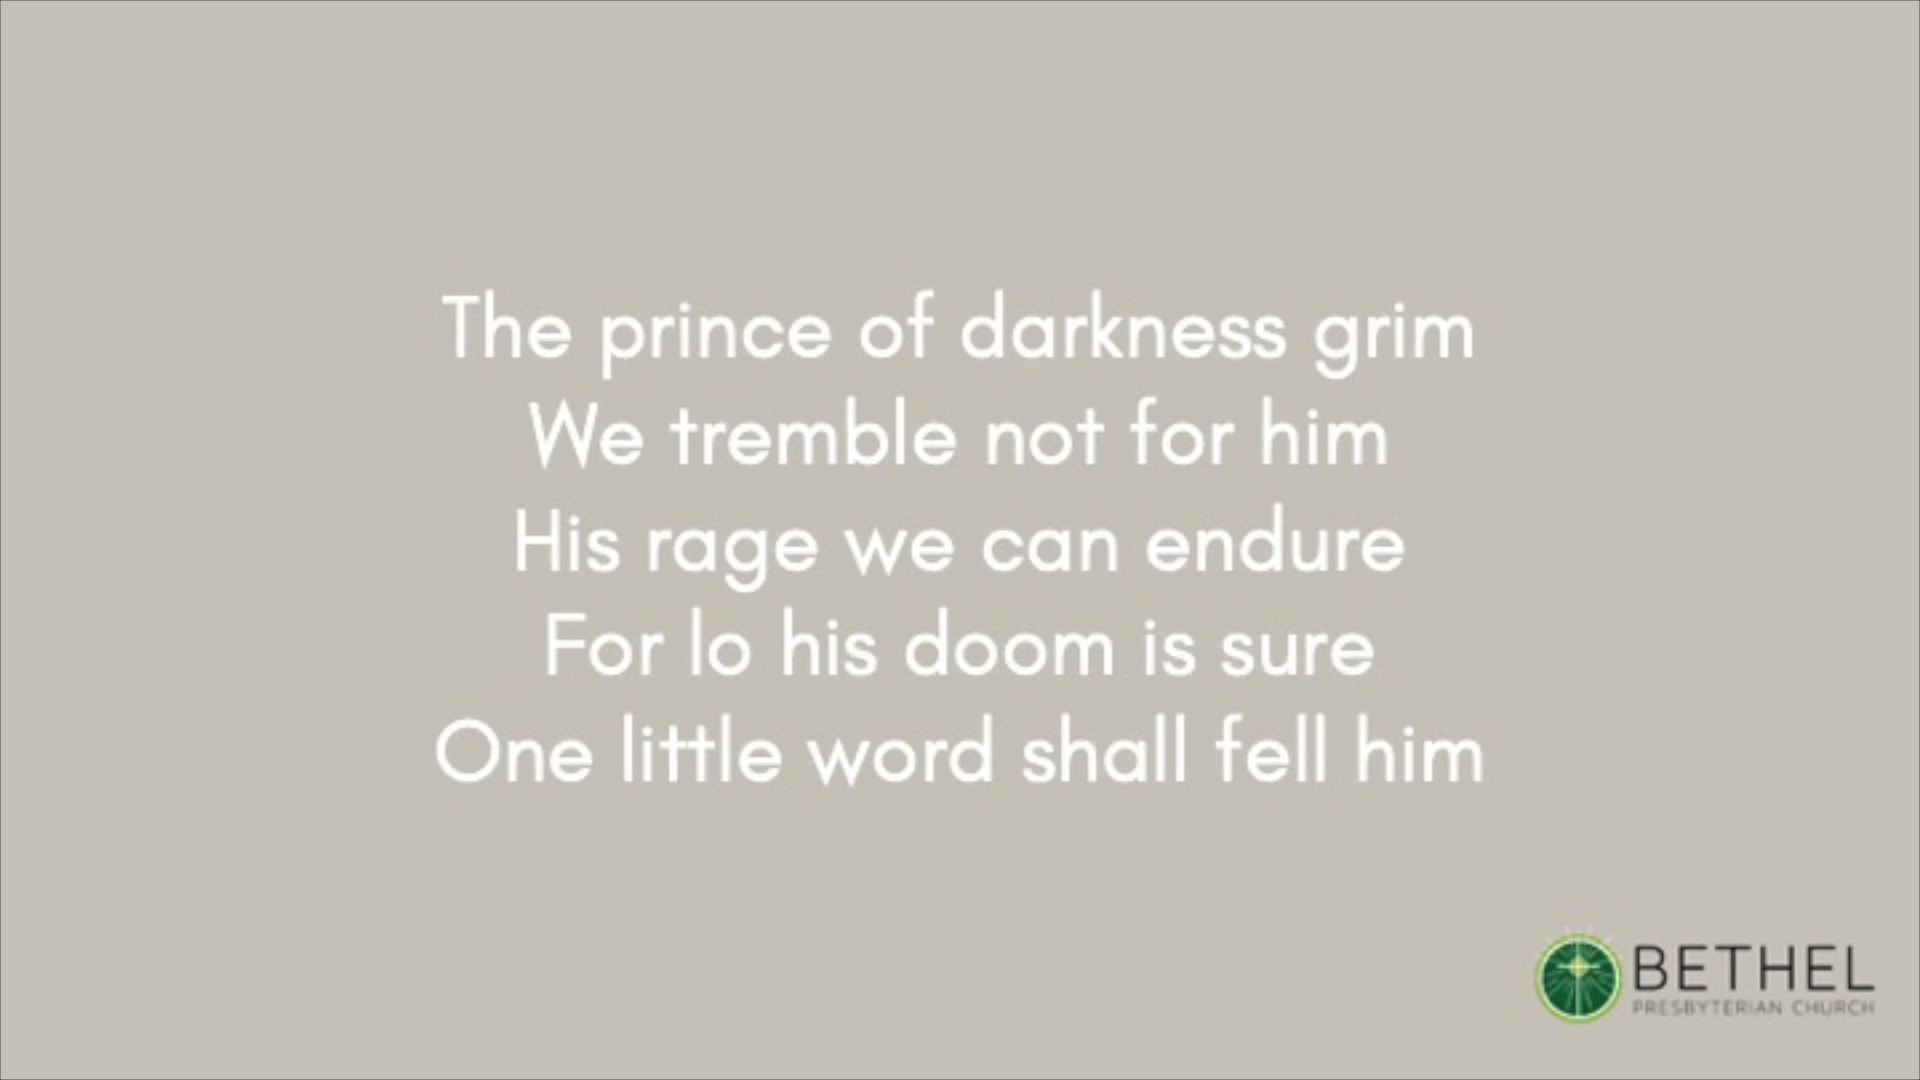 The prince of darkness grim
We tremble not for him
His rage we can endure
For lo his doom is sure
One little word shall fell him
BETHEL
PRESBYTERIAN CHURCH